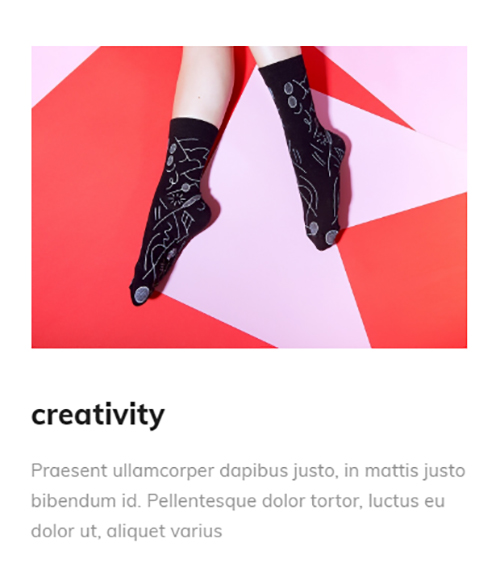 creativity
Praesent ullamcorper dapibus justo, in mattis justo
bibendum id. Pellentesque dolor tortor, luctus eu
dolor ut, aliquet varius